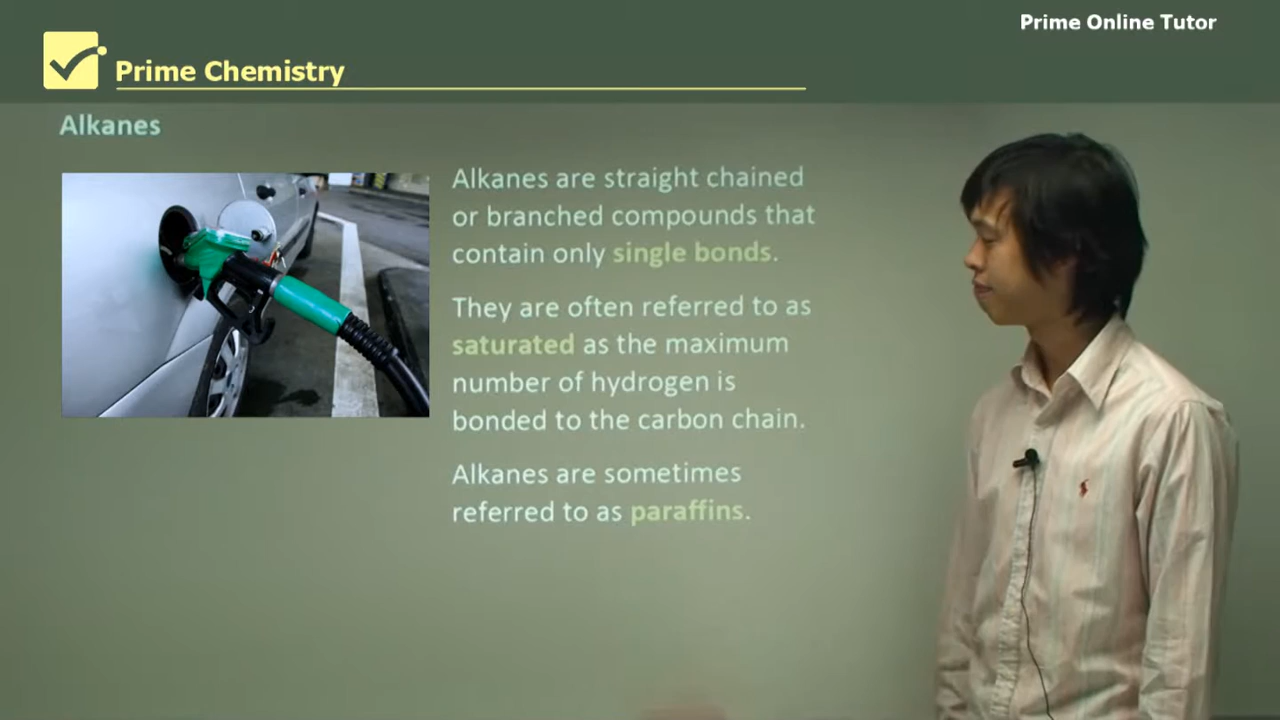 Prime Online Tutor
Prime Chemistry
Alkanes
Alkanes are straight chained
or branched compounds that
contain only single bonds.
They are often referred to as
saturated as the maximum
number of hydrogen is
bonded to the carbon chain.
Alkanes are sometimes
referred to as paraffins.